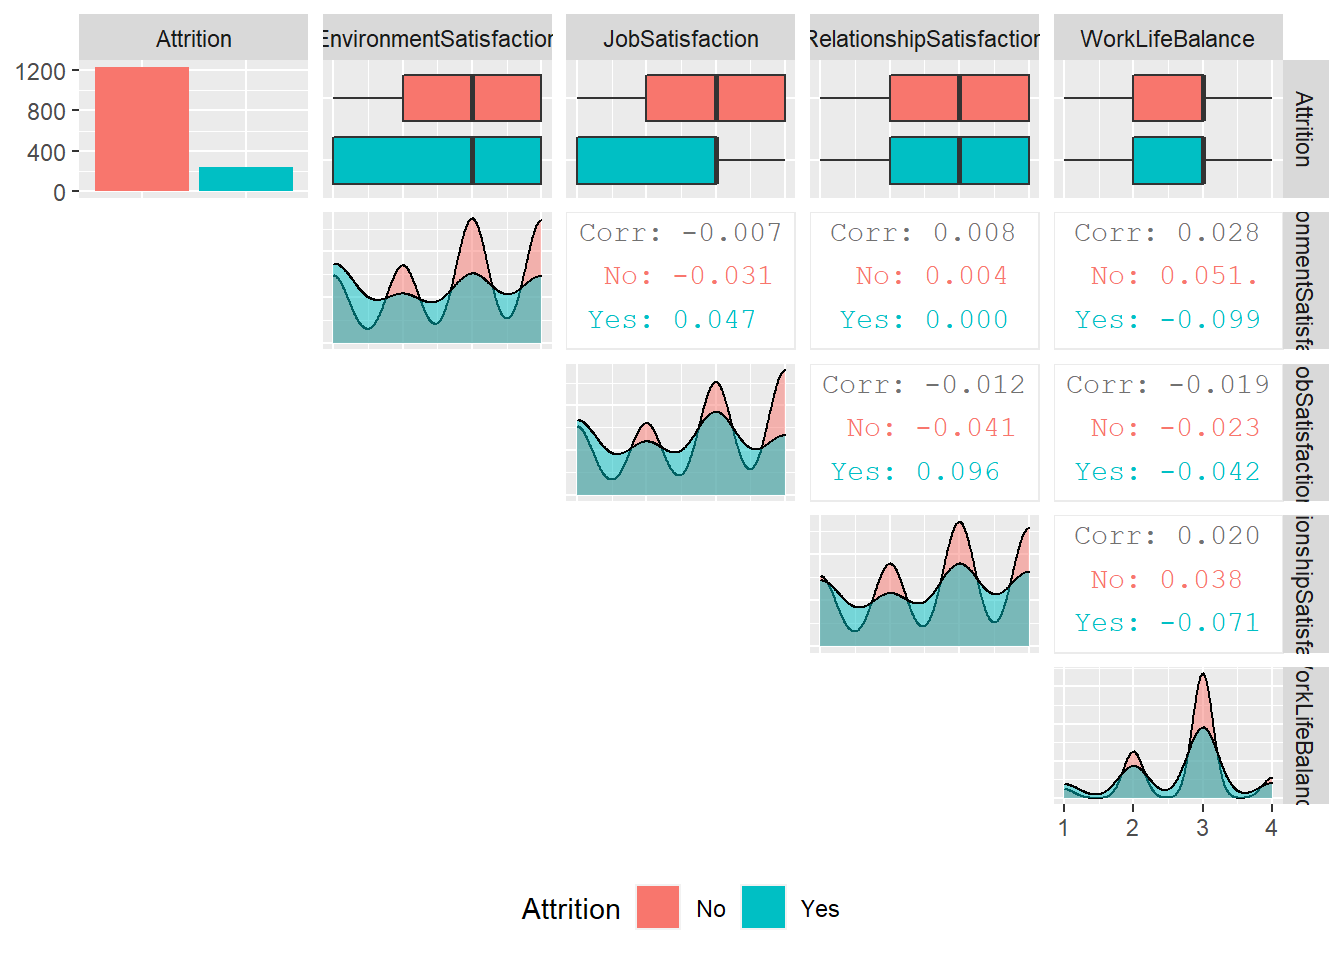 Attrition
EnvironmentSatisfaction
JobSatisfaction
RelationshipSatisfaction
WorkLifeBalance
1200
800
400
0
Attrition
Corr: -0.007
No: -0.031
Yes: 0.047
Corr: 0.008
No: 0.004
Yes: 0.000
Corr: 0.028
No: 0.051.
Yes: -0.099
onmentSatisfa
Corr: -0.012
No: -0.041
Yes: 0.096
Corr: -0.019
No: -0.023
Yes: -0.042
obSatisfaction
Corr: 0.020
No: 0.038
Yes: -0.071
ionshipSatisfa
orkLifeBalanc
1 2 3 4
Attrition No Yes